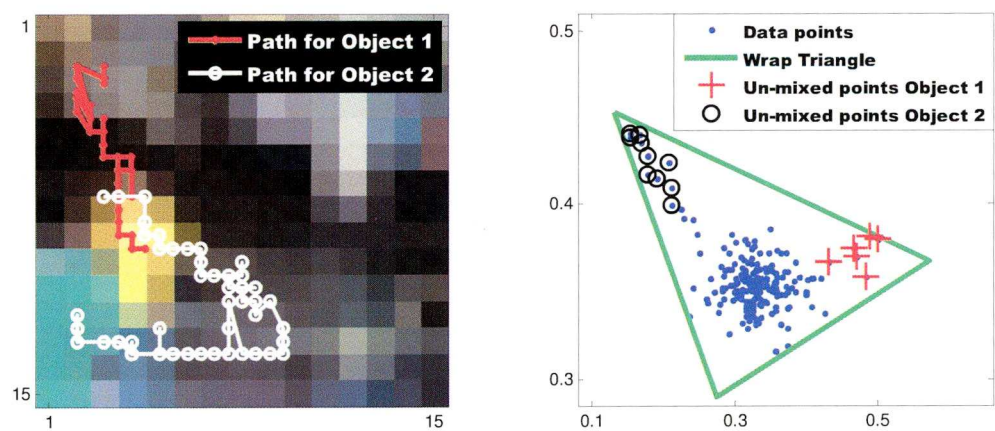 1
Path for Object 1
Path for Object 2
15
1
15
0.5
Data points
Wrap Triangle
Un-mixed points Object 1
Un-mixed points Object 2
0.4
0.3
0.1
0.3
0.5